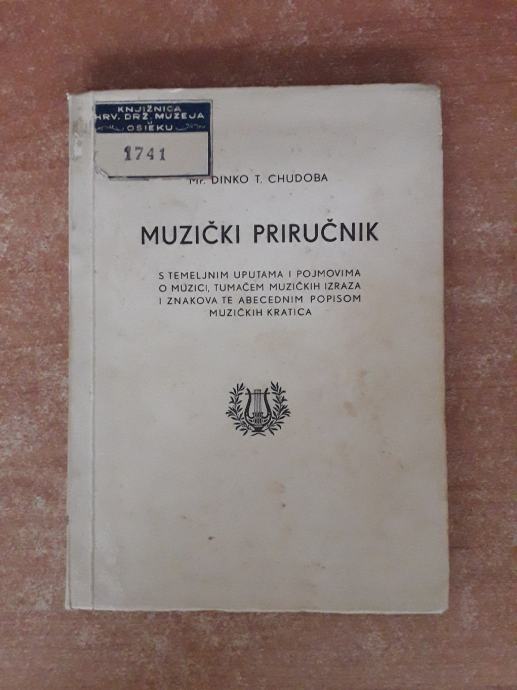 KNJIŽNICA
HRV. DRŽ. MUZEJA
OSIEKU
1741
Mr. DINKO T. CHUDOBA
MUZIČKI PRIRUČNIK
S TEMELJNIM UPUTAMA I POJMOVIMA
O MUZICI, TUMAČEM MUZIČKIH IZRAZA
I ZNAKOVA TE ABECEDNIM POPISOM
MUZIČKIH KRATICA